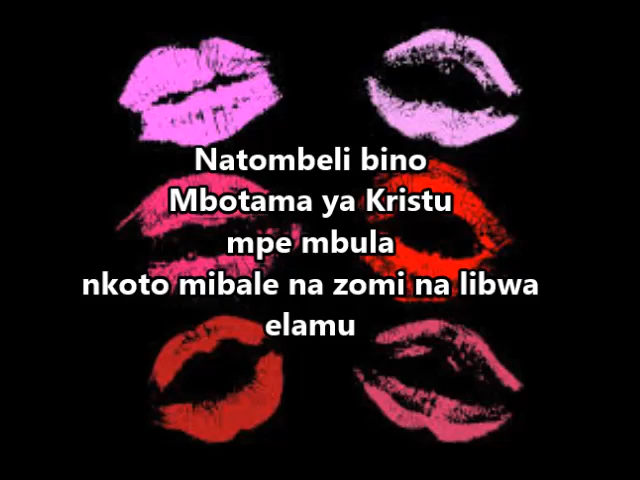 Natombeli bino
Mbotama ya Kristu
mpe mbula
nkoto mibale na zomi na libwa
elamu